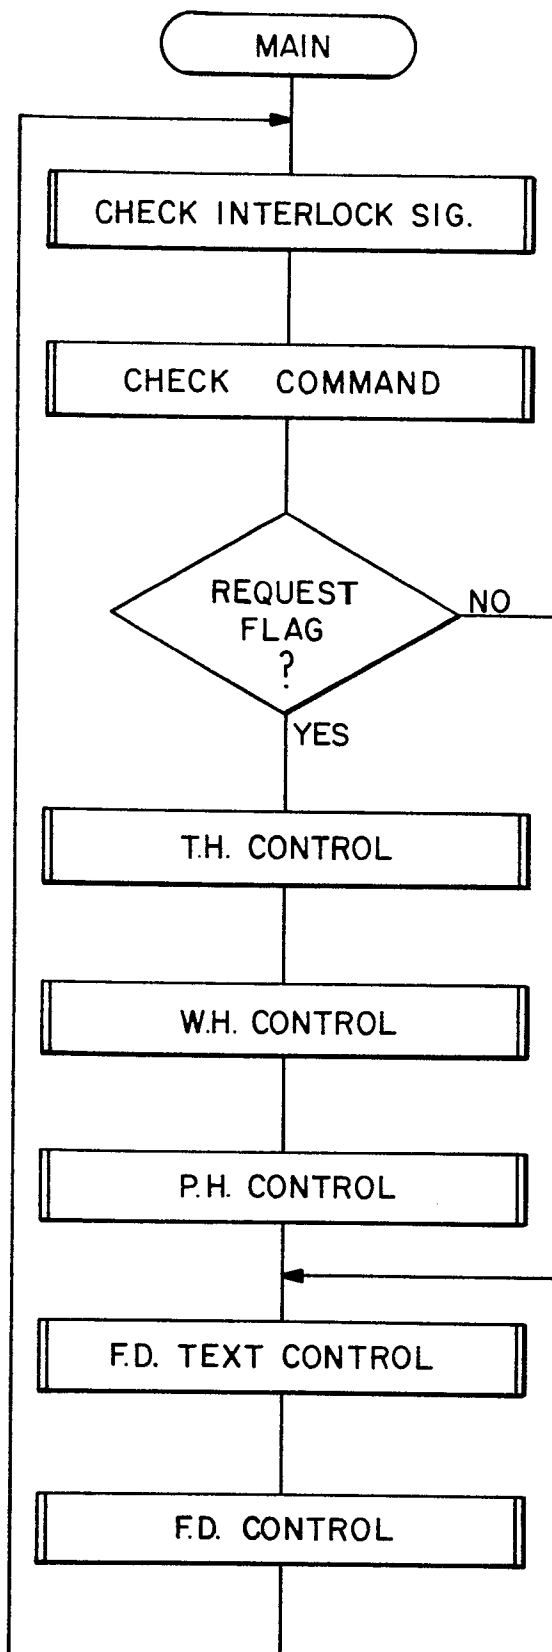 MAIN
CHECK INTERLOCK SIG.
CHECK COMMAND
REQUEST
FLAG
?
NO
YES
T.H. CONTROL
W.H. CONTROL
P.H. CONTROL
F.D. TEXT CONTROL
F.D. CONTROL